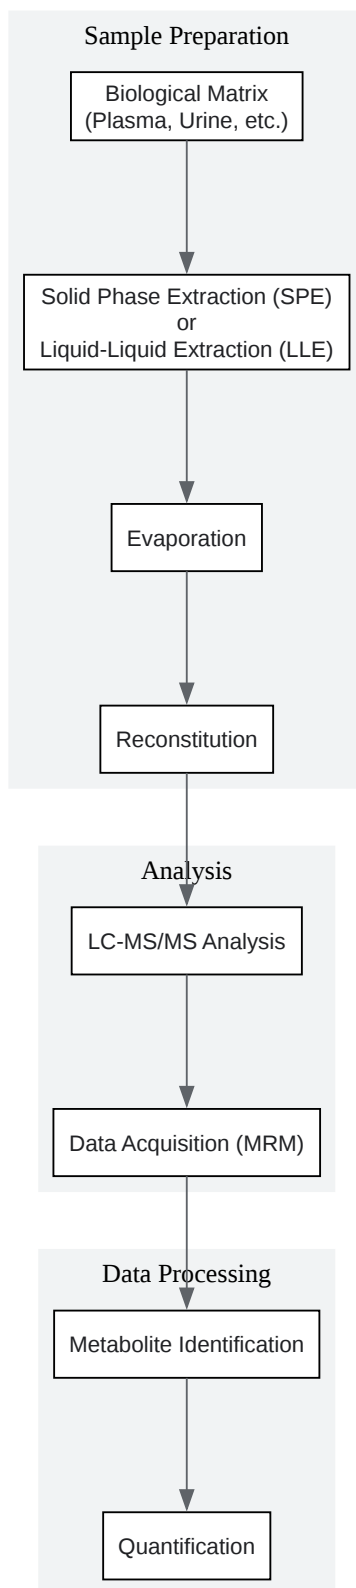 Sample Preparation
Biological Matrix
(Plasma, Urine, etc.)
Solid Phase Extraction (SPE)
or
Liquid-Liquid Extraction (LLE)
Evaporation
Reconstitution
Analysis
LC-MS/MS Analysis
Data Acquisition (MRM)
Data Processing
Metabolite Identification
Quantification